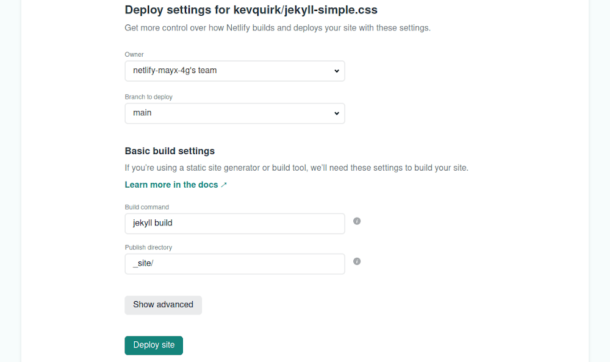 Deploy settings for kevquirk/jekyll-simple.css
Get more control over how Netlify builds and deploys your site with these settings.
Owner
netlify-mayx-4g's team
Branch to deploy
main
Basic build settings
If you're using a static site generator or build tool, we'll need these settings to build your site.
Learn more in the docs ↗
Build command
jekyll build
Publish directory
_site/
Show advanced
Deploy site